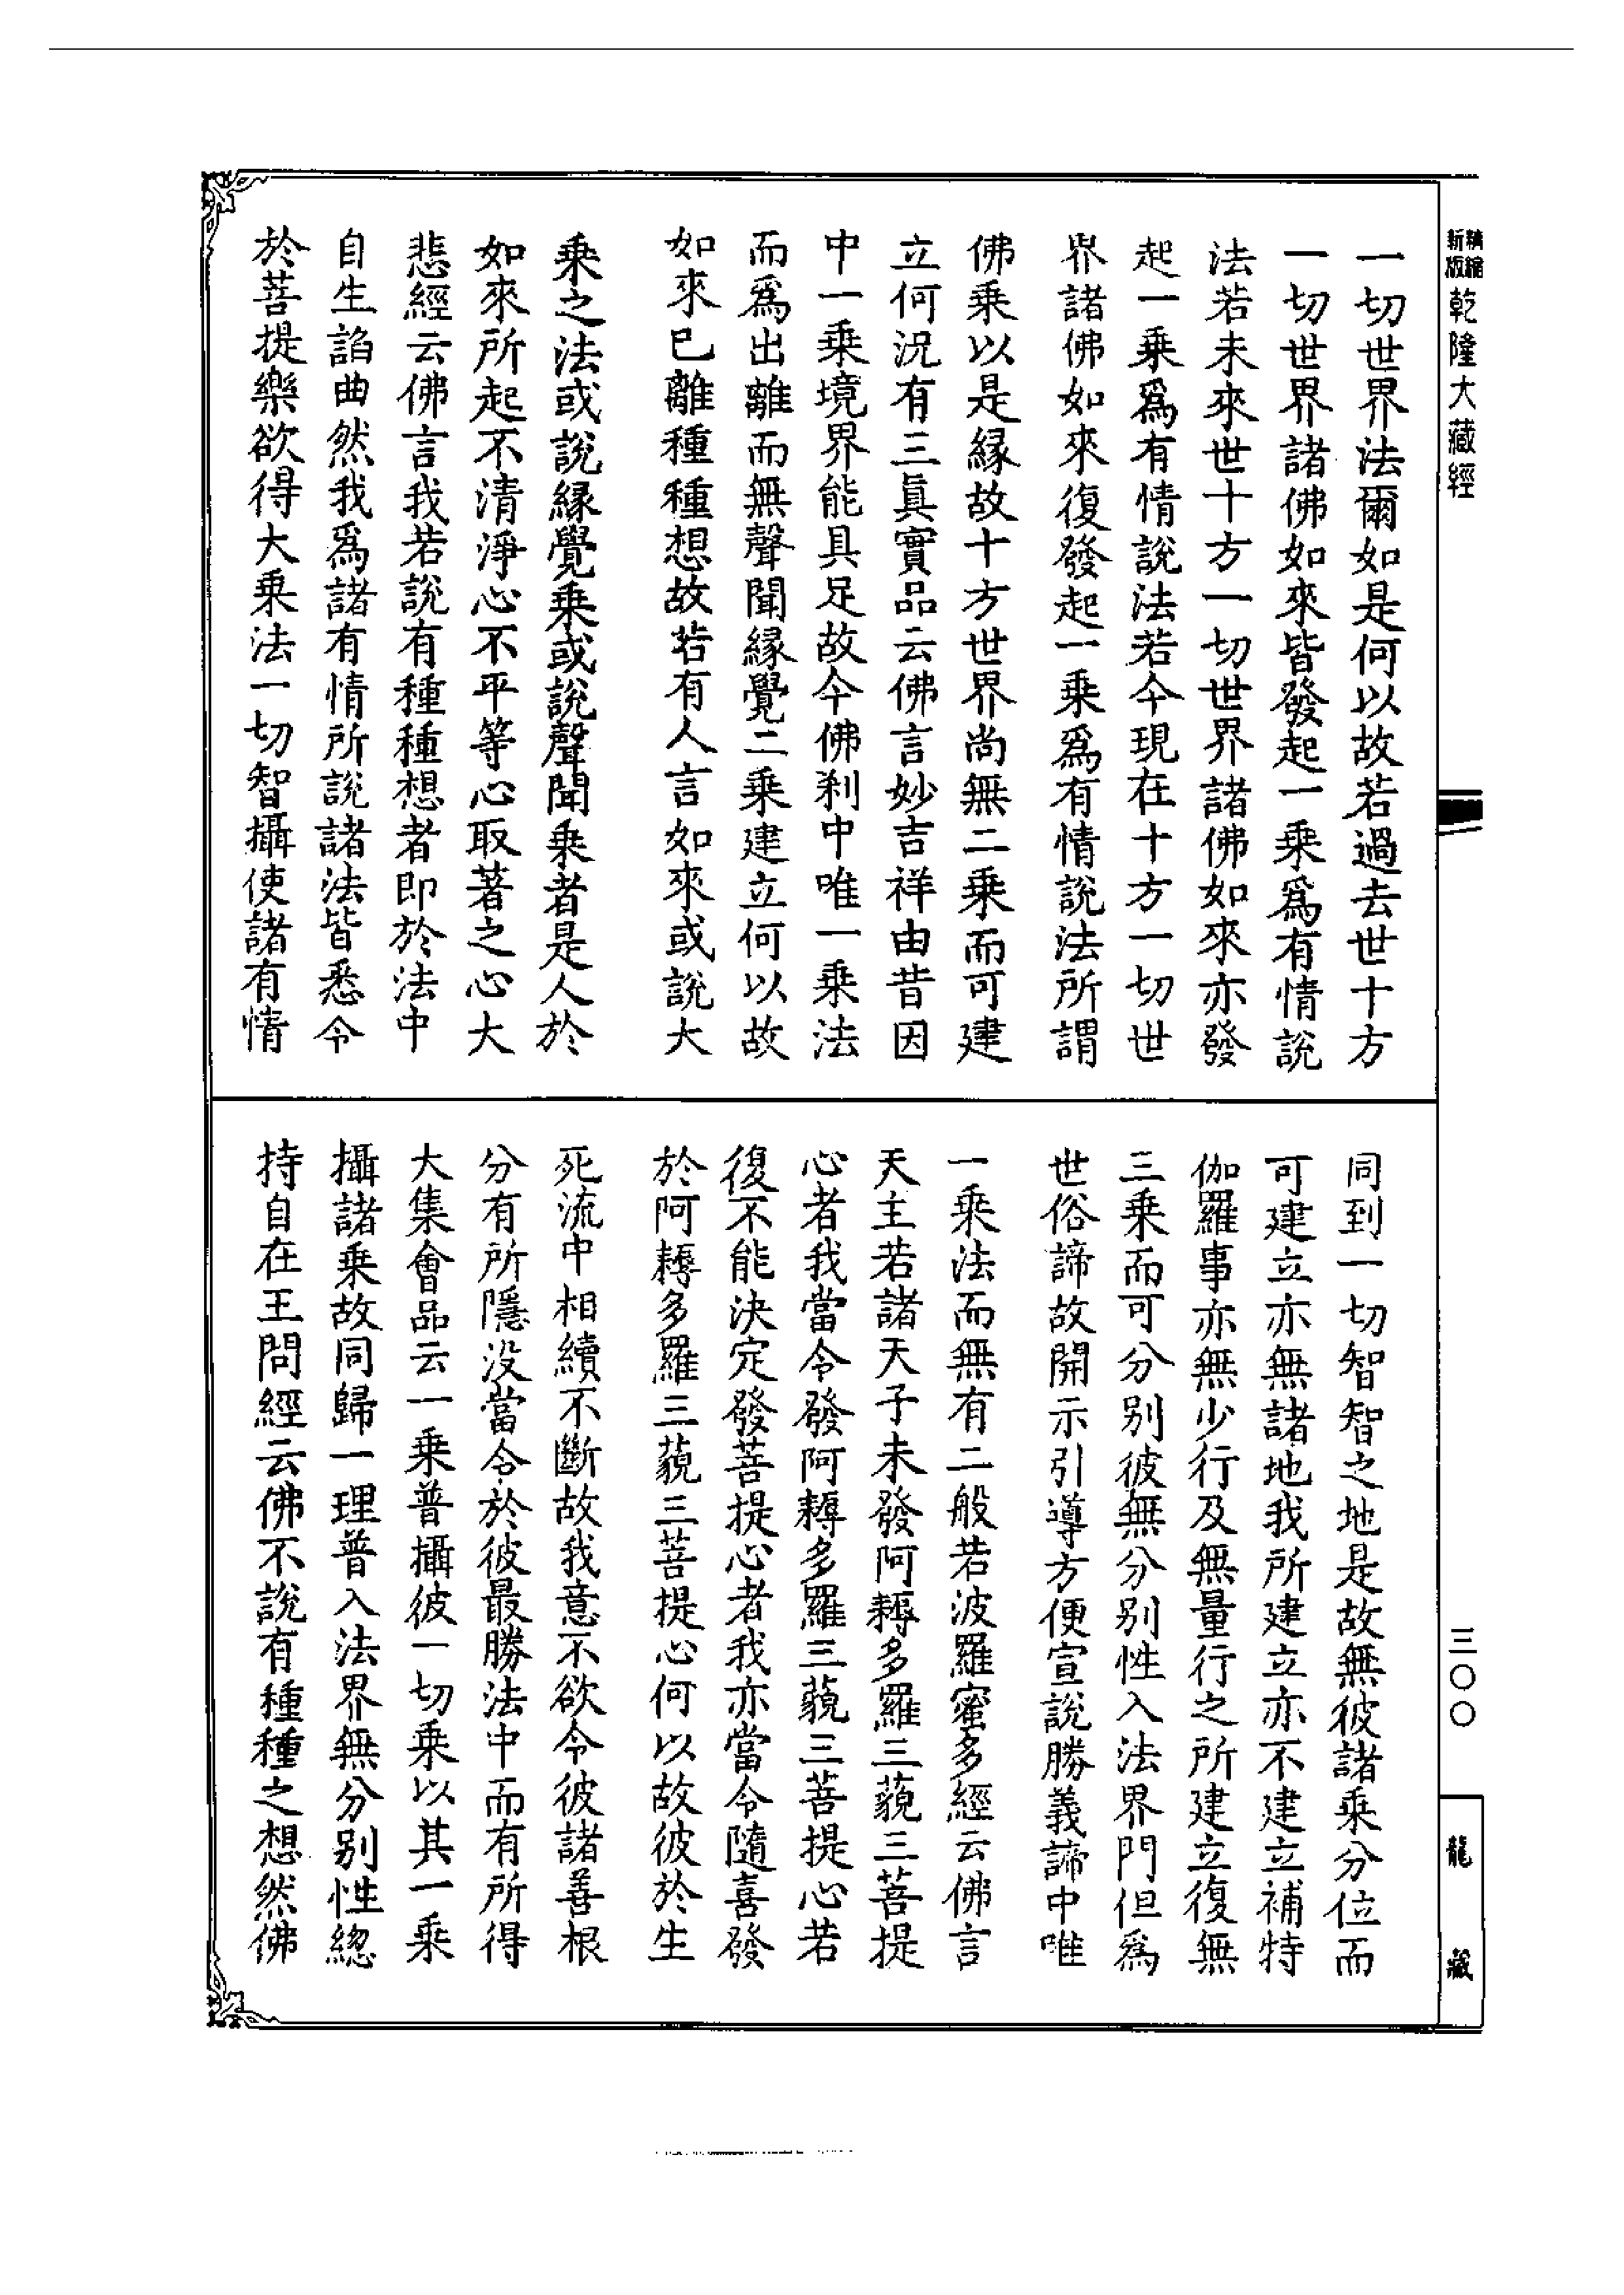 新版精縮乾隆大藏經
一切世界法爾如是何以故若過去世十方
一切世界諸佛如來皆發起一乘爲有情說
法若未來世十方一切世界諸佛如來亦發
起一乘爲有情說法若今現在十方一切世
界諸佛如來復發起一乘爲有情說法所謂
佛乘以是縁故十方世界尚無二乘而可建
立何況有三眞實品云佛言妙吉祥由昔因
中一乘境界能具足故今佛刹中唯一乘法
而爲出離而無聲聞縁覺二乘建立何以故
如來已離種種想故若有人言如來或說大
乘之法或說縁覺乘或說聲聞乘者是人於
如來所起不清淨心不平等心取著之心大
悲經云佛言我若說有種種想者即於法中
自生諂曲然我爲諸有情所說諸法皆悉令
於菩提樂欲得大乘法一切智攝使諸有情
同到一切智智之地是故無彼諸乘分位而
可建立亦無諸地我所建立亦不建立補特
伽羅事亦無少行及無量行之所建立復無
三乘而可分别彼無分别性入法界門但爲
世俗諦故開示引導方便宣說勝義諦中唯
一乘法而無有二般若波羅蜜多經云佛言
天主若諸天子未發阿耨多羅三藐三菩提
心者我當令發阿耨多羅三藐三菩提心若
復不能決定發菩提心者我亦當令隨喜發
於阿耨多羅三藐三菩提心何以故彼於生
死流中相續不斷故我意不欲令彼諸善根
分有所隱没當令於彼最勝法中而有所得
大集會品云一乘普攝彼一切乘以其一乘
攝諸乘故同歸一理普入法界無分别性緫
持自在王問經云佛不說有種種之想然佛
三〇〇
龍藏